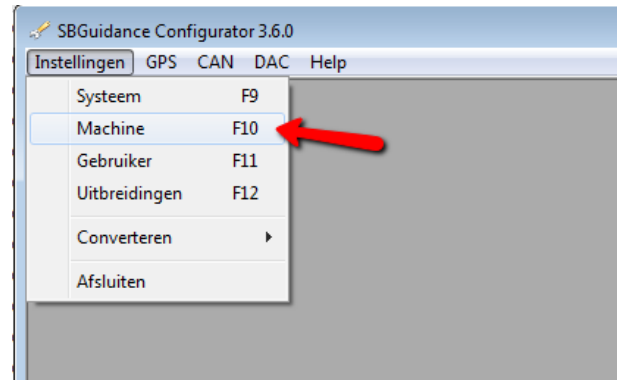 SBGuidance Configurator 3.6.0
Instellingen GPS CAN DAC Help
Systeem F9
Machine F10
Gebruiker F11
Uitbreidingen F12
Converteren
Afsluiten